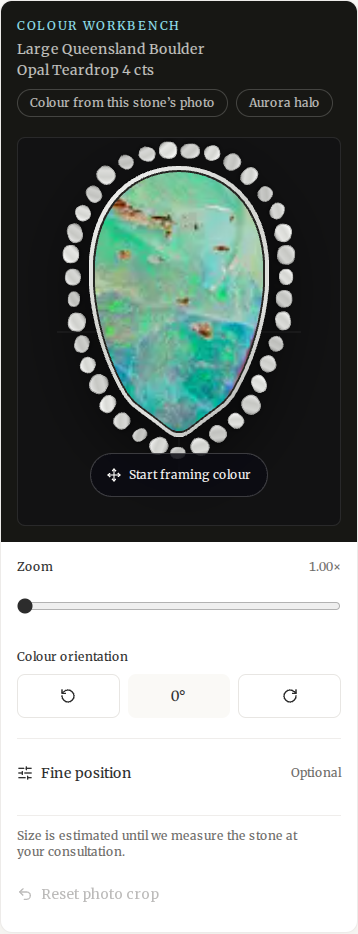 COLOUR WORKBENCH
Large Queensland Boulder
Opal Teardrop 4 cts
Colour from this stone's photo
Aurora halo
Start framing colour
Zoom
1.00×
Colour orientation
0°
Fine position
Optional
Size is estimated until we measure the stone at
your consultation.
Reset photo crop